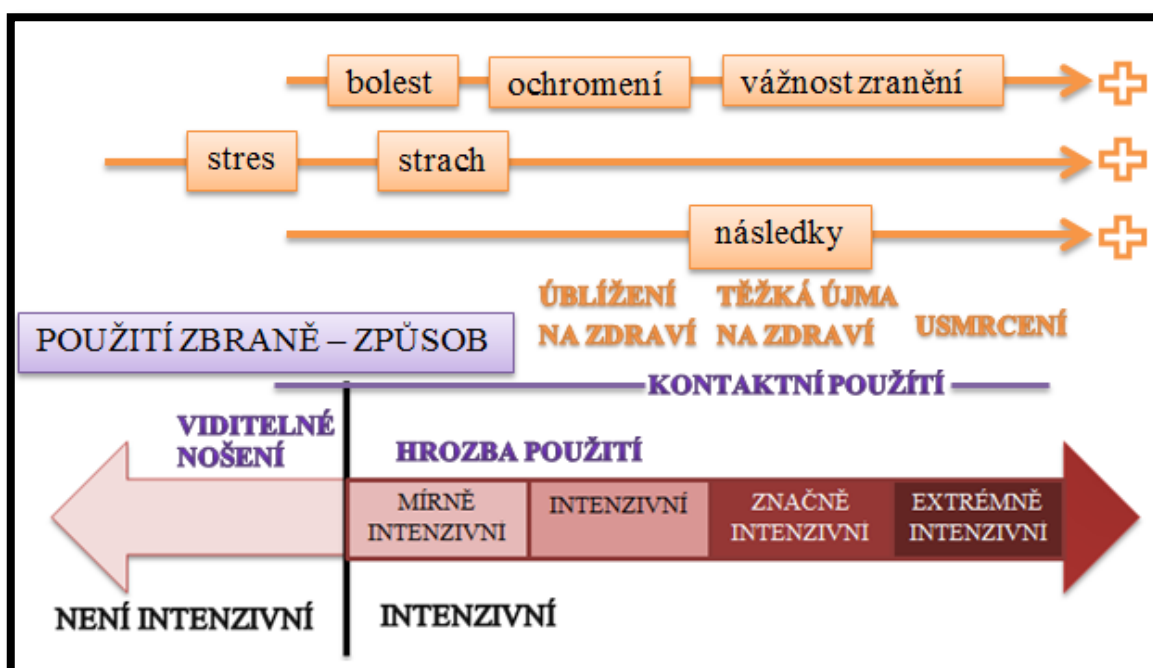 bolest ochromení vážnost zranění
stres strach
následky
ÚBLÍŽENÍ TĚŽKÁ ÚJMA
NA ZDRAVÍ NA ZDRAVÍ USMRCENÍ
POUŽITÍ ZBRANĚ – ZPŮSOB
KONTAKTNÍ POUŽÍTÍ
VIDITELNÉ
NOŠENÍ
HROZBA POUŽITÍ
MÍRNĚ
INTENZIVNÍ
INTENZIVNÍ
ZNAČNĚ
INTENZIVNÍ
EXTRÉMNĚ
INTENZIVNÍ
NENÍ INTENZIVNÍ
INTENZIVNÍ